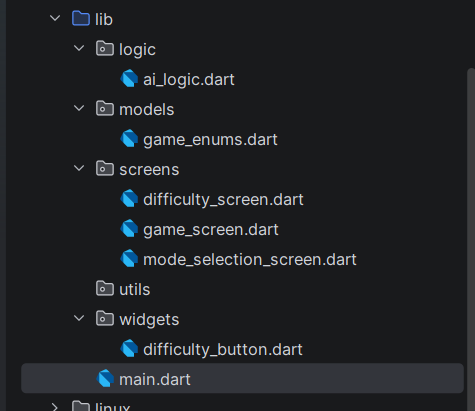 lib
logic
ai_logic.dart
models
game_enums.dart
screens
difficulty_screen.dart
game_screen.dart
mode_selection_screen.dart
utils
widgets
difficulty_button.dart
main.dart
linux